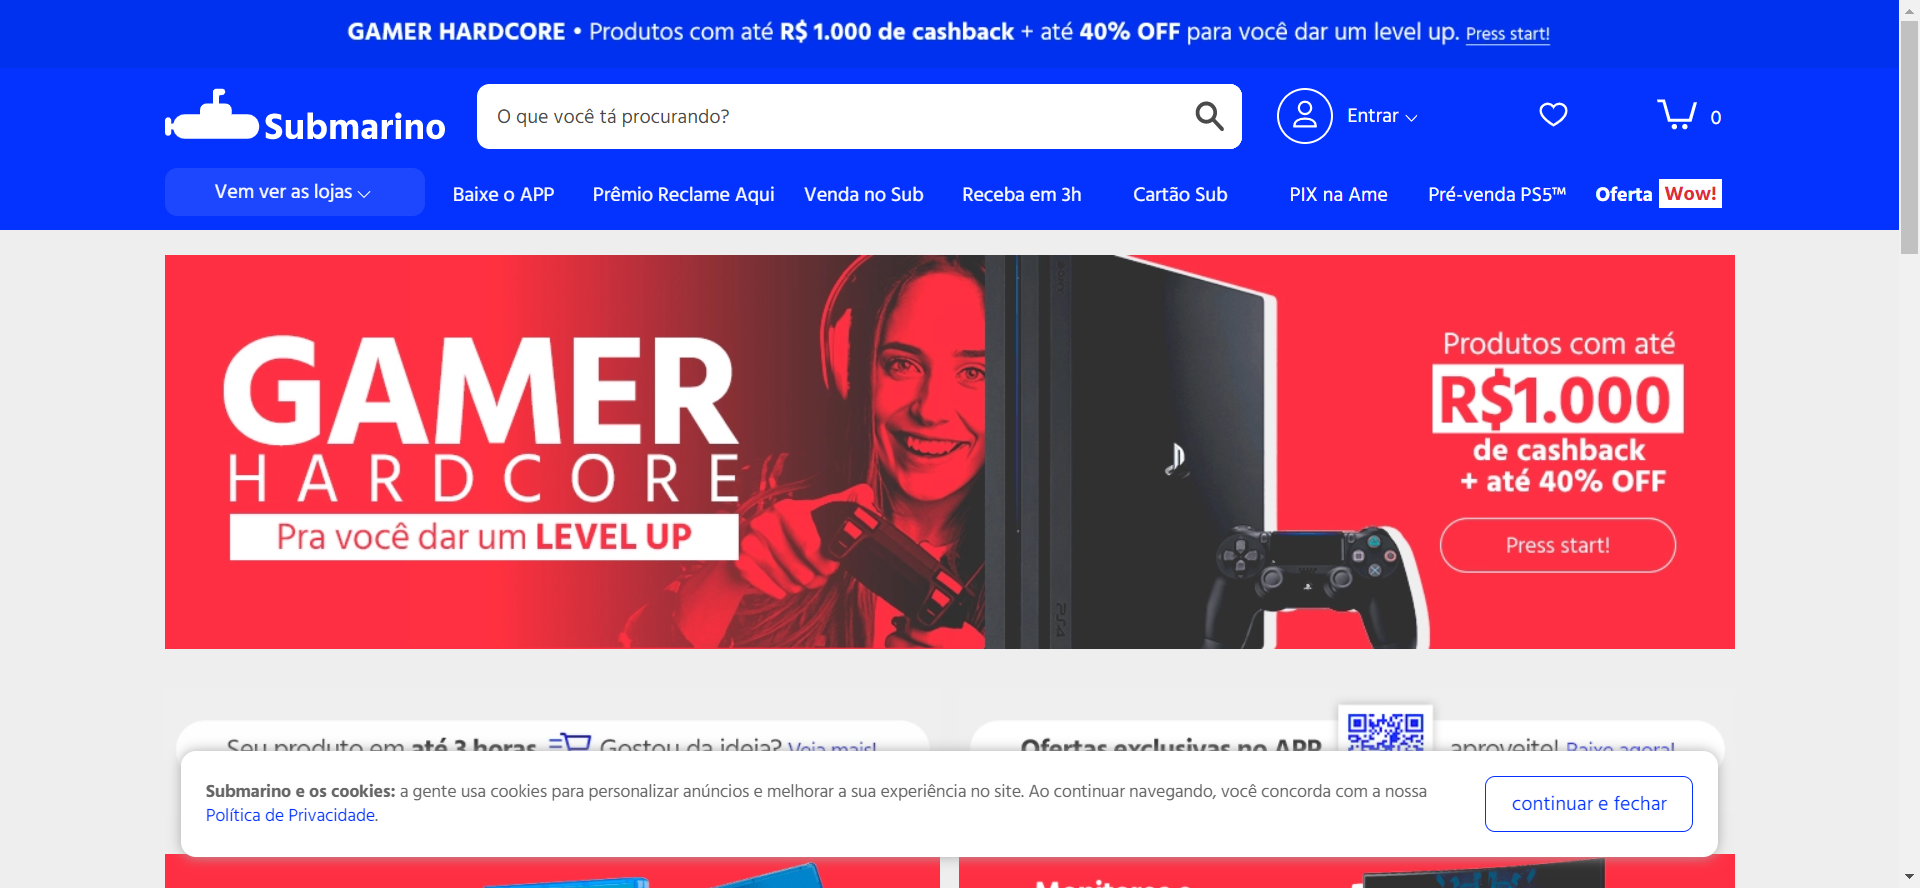 GAMER HARDCORE • Produtos com até R$ 1.000 de cashback + até 40% OFF para você dar um level up. Press start!
Submarino
O que você tá procurando?
Entrar
0
Vem ver as lojas
Baixe o APP
Prêmio Reclame Aqui
Venda no Sub
Receba em 3h
Cartão Sub
PIX na Ame
Pré-venda PS5™
Oferta Wow!
GAMER
HARDCORE
Pra você dar um LEVEL UP
PS4
Produtos com até
R$1.000
de cashback
+ até 40% OFF
Press start!
Seu produto em até 3 horas Gostou da ideia? Veja mais!
Ofertas exclusivas no APP aproveite! Baixe agora!
Submarino e os cookies: a gente usa cookies para personalizar anúncios e melhorar a sua experiência no site. Ao continuar navegando, você concorda com a nossa
Política de Privacidade.
continuar e fechar
Monitores e